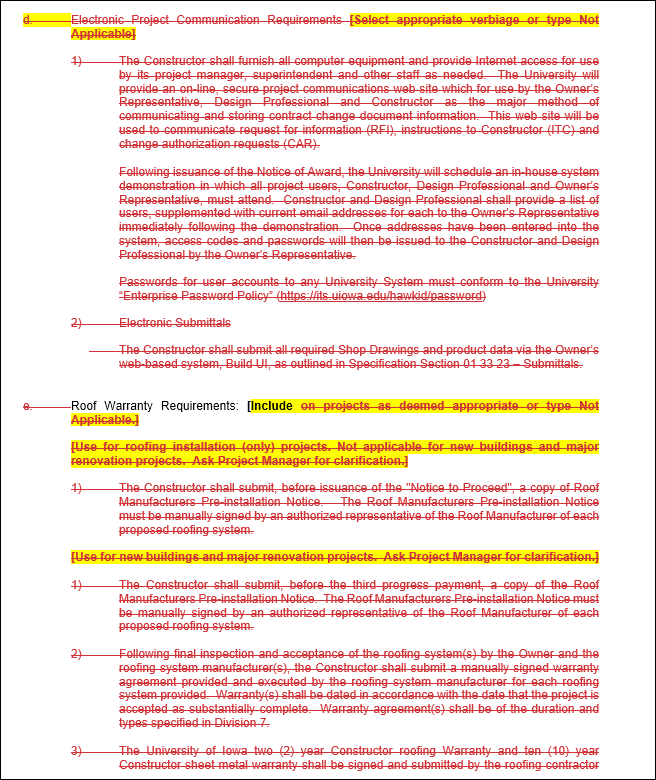 d. Electronic Project Communication Requirements [Select appropriate verbiage or type Not
Applicable]
1) The Constructor shall furnish all computer equipment and provide Internet access for use
by its project manager, superintendent and other staff as needed. The University will
provide an on-line, secure project communications web site which for use by the Owner's
Representative, Design Professional and Constructor as the major method of
communicating and storing contract change document information. This web site will be
used to communicate request for information (RFI), instructions to Constructor (ITC) and
change authorization requests (CAR).
Following issuance of the Notice of Award, the University will schedule an in-house system
demonstration in which all project users, Constructor, Design Professional and Owner's
Representative, must attend. Constructor and Design Professional shall provide a list of
users, supplemented with current email addresses for each to the Owner's Representative
immediately following the demonstration. Once addresses have been entered into the
system, access codes and passwords will then be issued to the Constructor and Design
Professional by the Owner's Representative.
Passwords for user accounts to any University System must conform to the University
“Enterprise Password Policy” (https://its.uiowa.edu/hawkid/password)
2) Electronic Submittals
The Constructor shall submit all required Shop Drawings and product data via the Owner's
web-based system, Build UI, as outlined in Specification Section 01 33 23 – Submittals.
e. Roof Warranty Requirements: [Include on projects as deemed appropriate or type Not
Applicable.]
[Use for roofing installation (only) projects. Not applicable for new buildings and major
renovation projects. Ask Project Manager for clarification.]
1) The Constructor shall submit, before issuance of the "Notice to Proceed", a copy of Roof
Manufacturers Pre-installation Notice. The Roof Manufacturers Pre-installation Notice
must be manually signed by an authorized representative of the Roof Manufacturer of each
proposed roofing system.
[Use for new buildings and major renovation projects. Ask Project Manager for clarification.]
1) The Constructor shall submit, before the third progress payment, a copy of the Roof
Manufacturers Pre-installation Notice. The Roof Manufacturers Pre-installation Notice must
be manually signed by an authorized representative of the Roof Manufacturer of each
proposed roofing system.
2) Following final inspection and acceptance of the roofing system(s) by the Owner and the
roofing system manufacturer(s), the Constructor shall submit a manually signed warranty
agreement provided and executed by the roofing system manufacturer for each roofing
system provided. Warranty(s) shall be dated in accordance with the date that the project is
accepted as substantially complete. Warranty agreement(s) shall be of the duration and
types specified in Division 7.
3) The University of Iowa two (2) year Constructor roofing Warranty and ten (10) year
Constructor sheet metal warranty shall be signed and submitted by the roofing contractor